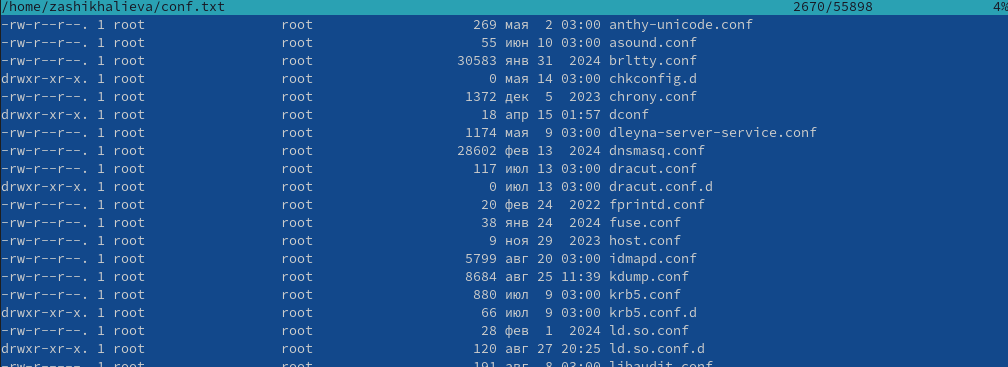 /home/zashikhalieva/conf.txt 2670/55898 4%
-rw-r--r--. 1 root root 269 мая 2 03:00 anthy-unicode.conf
-rw-r--r--. 1 root root 55 июн 10 03:00 asound.conf
-rw-r--r--. 1 root root 30583 янв 31 2024 brltty.conf
drwxr-xr-x. 1 root root 0 мая 14 03:00 chkconfig.d
-rw-r--r--. 1 root root 1372 дек 5 2023 chrony.conf
drwxr-xr-x. 1 root root 18 апр 15 01:57 dconf
-rw-r--r--. 1 root root 1174 мая 9 03:00 dleyna-server-service.conf
-rw-r--r--. 1 root root 28602 фев 13 2024 dnsmasq.conf
-rw-r--r--. 1 root root 117 июл 13 03:00 dracut.conf
drwxr-xr-x. 1 root root 0 июл 13 03:00 dracut.conf.d
-rw-r--r--. 1 root root 20 фев 24 2022 fprintd.conf
-rw-r--r--. 1 root root 38 янв 24 2024 fuse.conf
-rw-r--r--. 1 root root 9 ноя 29 2023 host.conf
-rw-r--r--. 1 root root 5799 авг 20 03:00 idmapd.conf
-rw-r--r--. 1 root root 8684 авг 25 11:39 kdump.conf
-rw-r--r--. 1 root root 880 июл 9 03:00 krb5.conf
drwxr-xr-x. 1 root root 66 июл 9 03:00 krb5.conf.d
-rw-r--r--. 1 root root 28 фев 1 2024 ld.so.conf
drwxr-xr-x. 1 root root 120 авг 27 20:25 ld.so.conf.d
-rw-r-----. 1 root root 191 авг 8 03:00 libaudit.conf